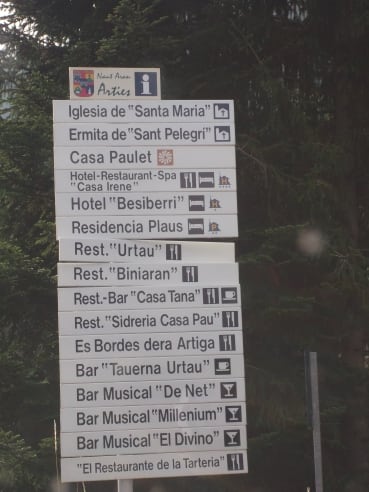 Naut Aran
Arties
i
Iglesia de "Santa Maria"
Ermita de "Sant Pelegrí"
Casa Paulet
Hotel-Restaurant-Spa
"Casa Irene"
Hotel "Besiberri"
Residencia Plaus
Rest. "Urtau"
Rest. "Biniaran"
Rest.-Bar "Casa Tana"
Rest. "Sidreria Casa Pau"
Es Bordes dera Artiga
Bar "Tauerna Urtau"
Bar Musical "De Net"
Bar Musical "Millenium"
Bar Musical "El Divino"
"El Restaurante de la Tarteria"